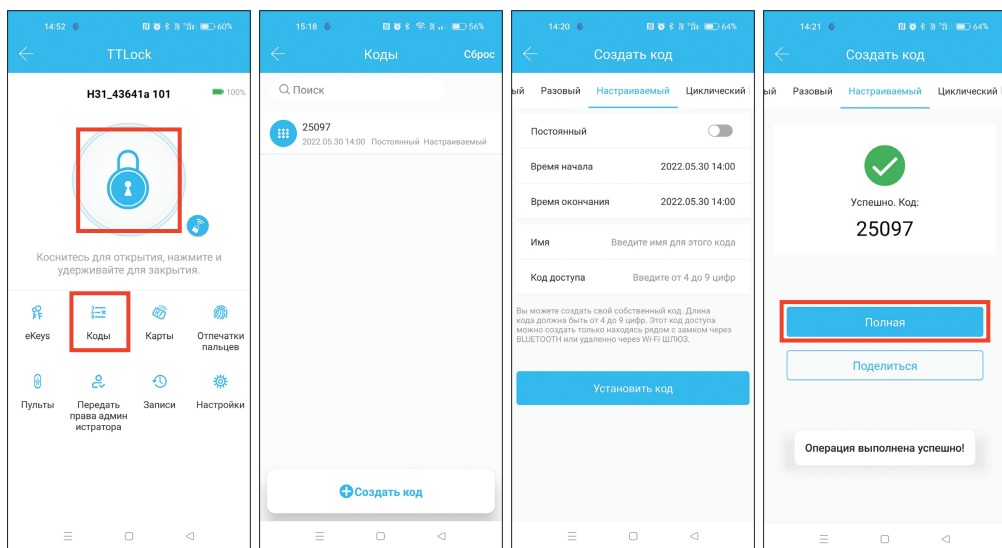 14:52
60%
TTLock
H31_43641a 101
100%
Коснитесь для открытия, нажмите и
удерживайте для закрытия.
eKeys
Коды
Карты
Отпечатки
пальцев
Пульты
Передать
права админ
истратора
Записи
Настройки
15:18
56%
Коды
Сброс
Поиск
25097
2022.05.30 14:00 Постоянный Настраиваемый
Создать код
14:20
64%
Создать код
ый Разовый Настраиваемый Циклический
Постоянный
Время начала 2022.05.30 14:00
Время окончания 2022.05.30 14:00
Имя Введите имя для этого кода
Код доступа Введите от 4 до 9 цифр
Вы можете создать свой собственный код. Длина
кода должна быть от 4 до 9 цифр. Этот код доступа
можно создать только находясь рядом с замком через
BLUETOOTH или удаленно через Wi-Fi ШЛЮЗ.
Установить код
14:21
64%
Создать код
ый Разовый Настраиваемый Циклический
Успешно. Код:
25097
Полная
Поделиться
Операция выполнена успешно!